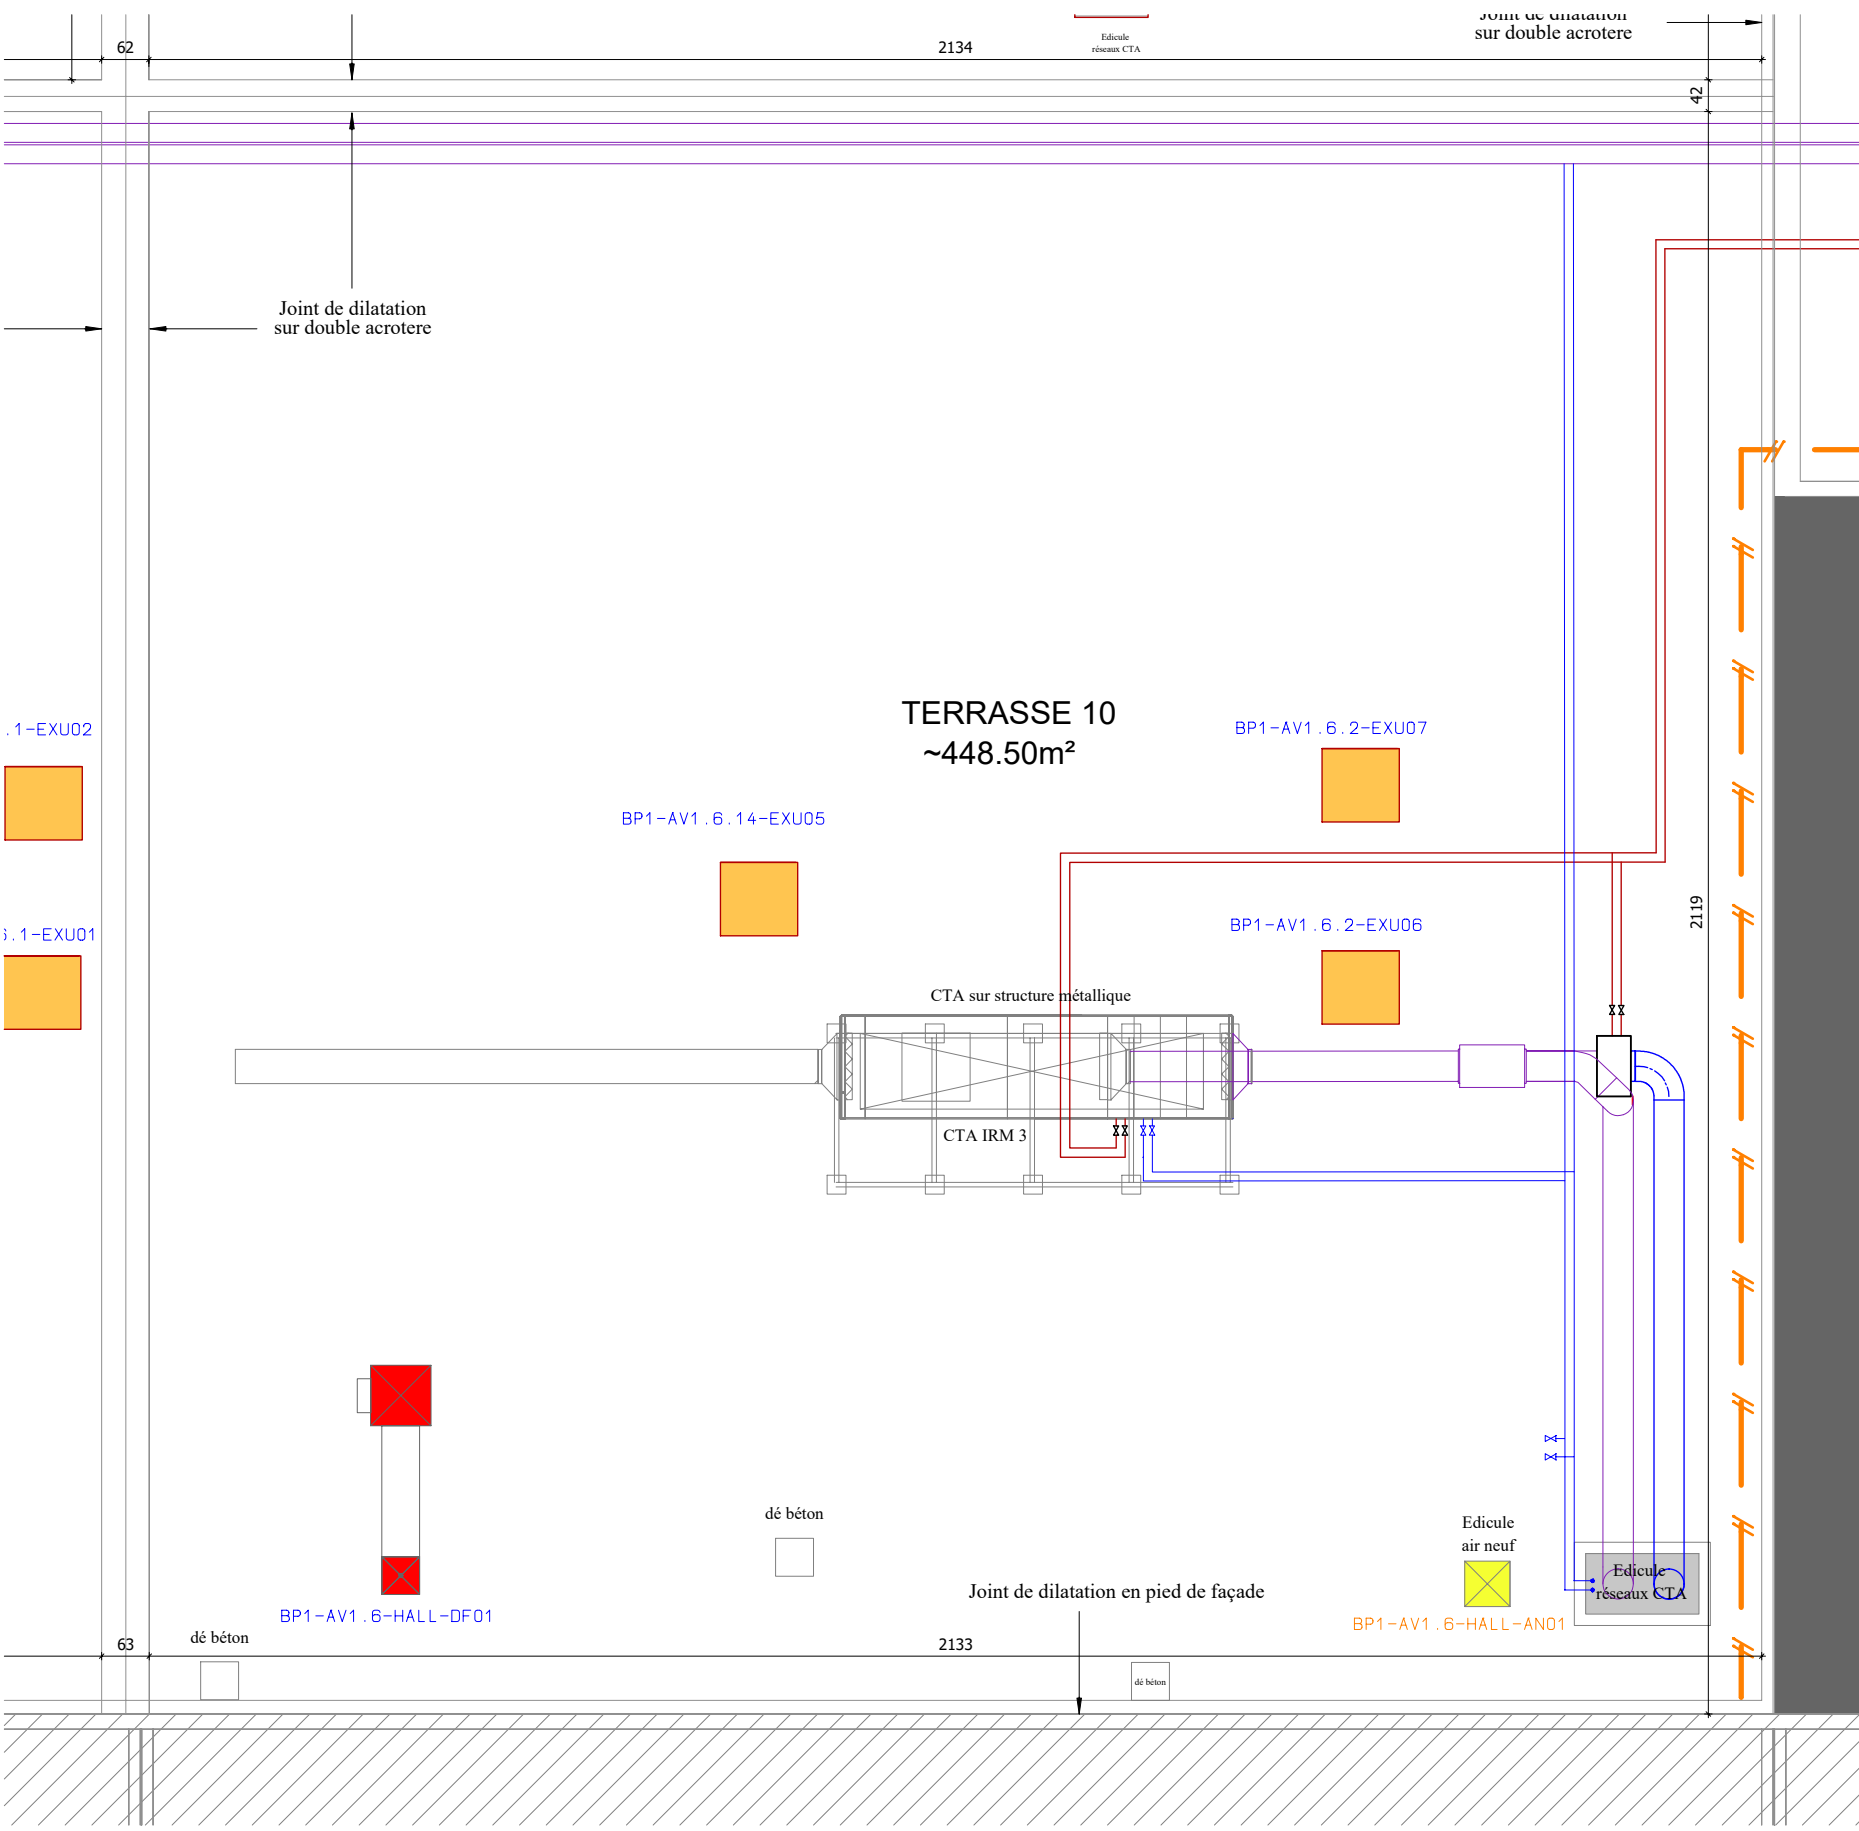 sur double acrotere
62
2134
Edicule
réseaux CTA
42
Joint de dilatation
sur double acrotere
TERRASSE 10
~448.50m²
.1-EXU02
BP1-AV1.6.2-EXU07
BP1-AV1.6.14-EXU05
2119
BP1-AV1.6.2-EXU06
.1-EXU01
CTA sur structure métallique
CTA IRM 3
dé béton
Edicule
air neuf
Edicule
réseaux CTA
Joint de dilatation en pied de façade
BP1-AV1.6-HALL-DF01
BP1-AV1.6-HALL-AN01
dé béton
63
2133
dé béton